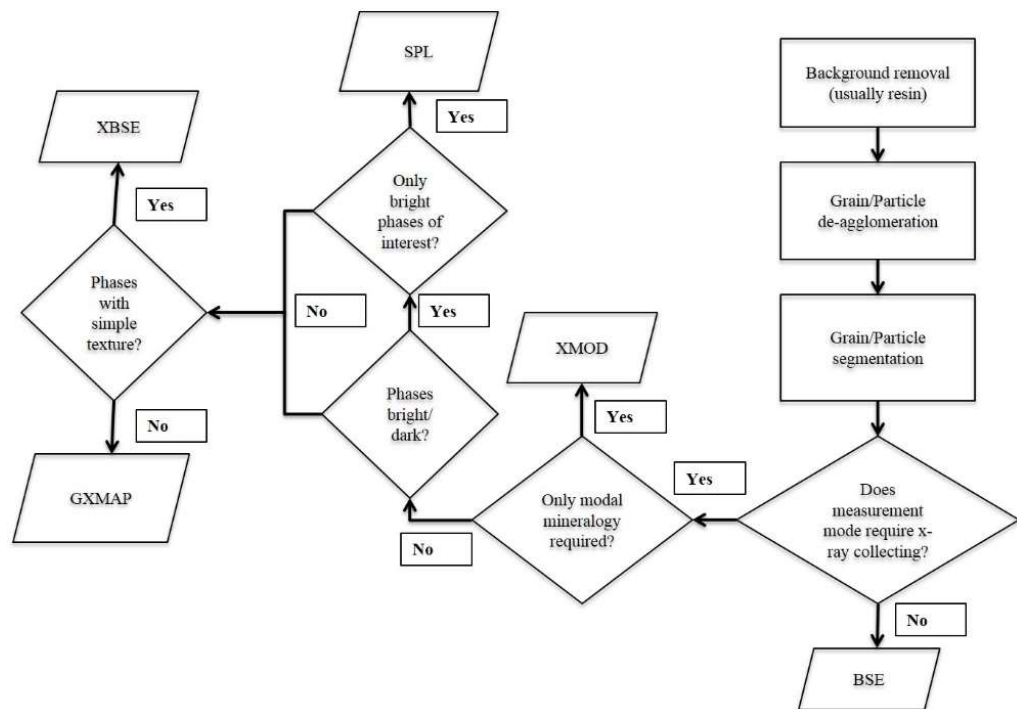 SPL
Background removal
(usually resin)
XBSE
Yes
Only
bright
phases of
interest?
Grain/Particle
de-agglomeration
Yes
Phases
with
simple
texture?
No
Yes
XMOD
Grain/Particle
segmentation
Phases
bright/
dark?
Yes
No
GXMAP
Only modal
mineralogy
required?
Yes
Does
measurement
mode require x-
ray collecting?
No
No
BSE